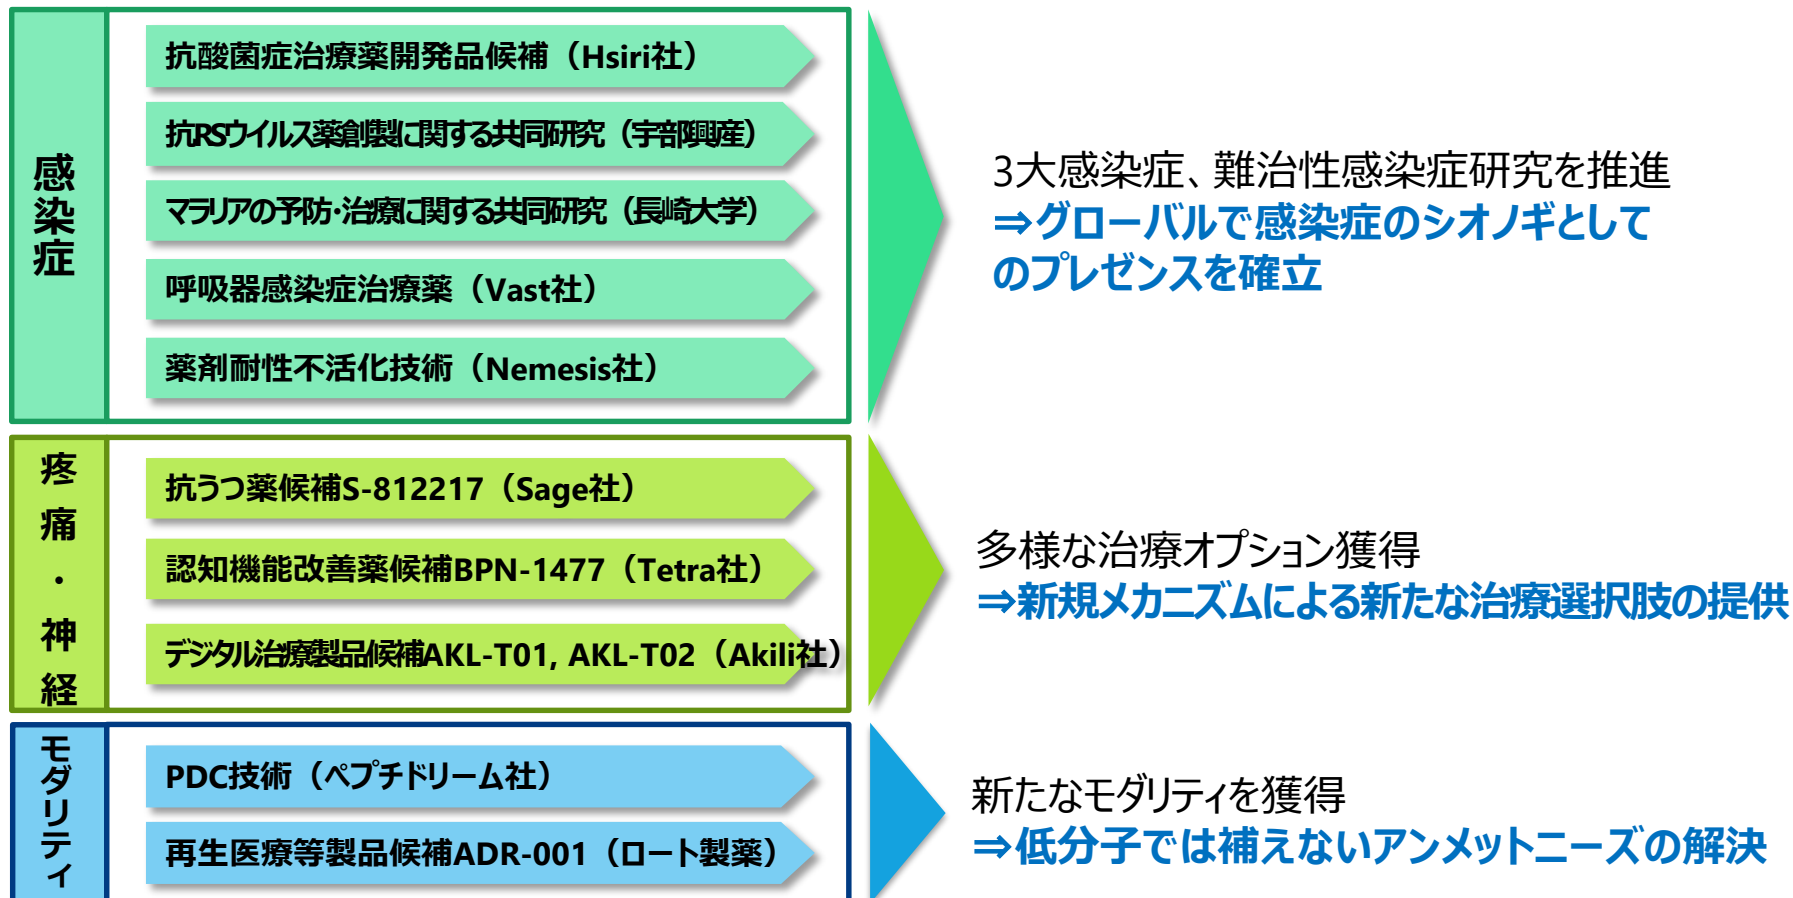 感染症
抗酸菌症治療薬開発品候補（Hsiri社）
抗RSウイルス薬創製に関する共同研究（宇部興産）
マラリアの予防・治療に関する共同研究（長崎大学）
呼吸器感染症治療薬（Vast社）
薬剤耐性不活化技術（Nemesis社）
3大感染症、難治性感染症研究を推進
⇒グローバルで感染症のシオノギとして
のプレゼンスを確立
疼痛・神経
抗うつ薬候補S-812217（Sage社）
認知機能改善薬候補BPN-1477（Tetra社）
デジタル治療製品候補AKL-T01, AKL-T02（Akili社）
多様な治療オプション獲得
⇒新規メカニズムによる新たな治療選択肢の提供
モダリティ
PDC技術（ペプチドリーム社）
再生医療等製品候補ADR-001（ロート製薬）
新たなモダリティを獲得
⇒低分子では補えないアンメットニーズの解決